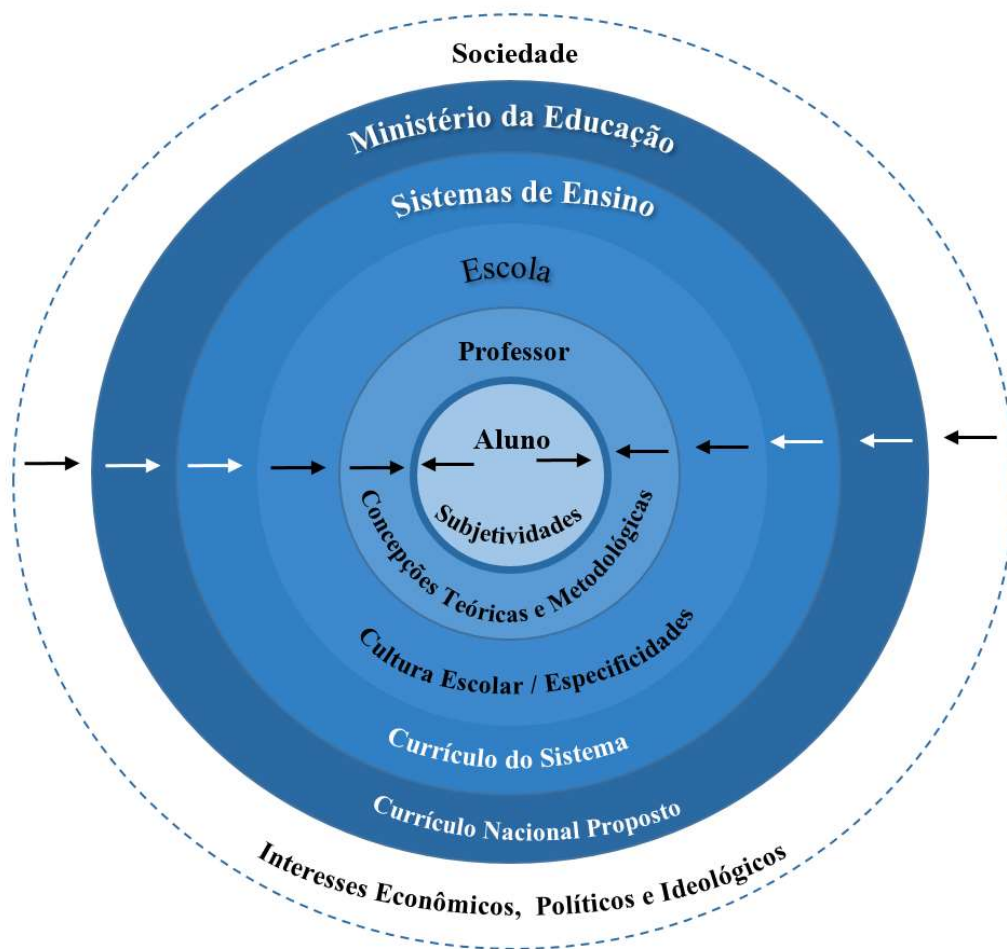 Sociedade
Ministério da Educação
Sistemas de Ensino
Escola
Professor
Aluno
Subjetividades
Concepções Teóricas e Metodológicas
Cultura Escolar / Especificidades
Currículo do Sistema
Currículo Nacional Proposto
Interesses Econômicos, Políticos e Ideológicos